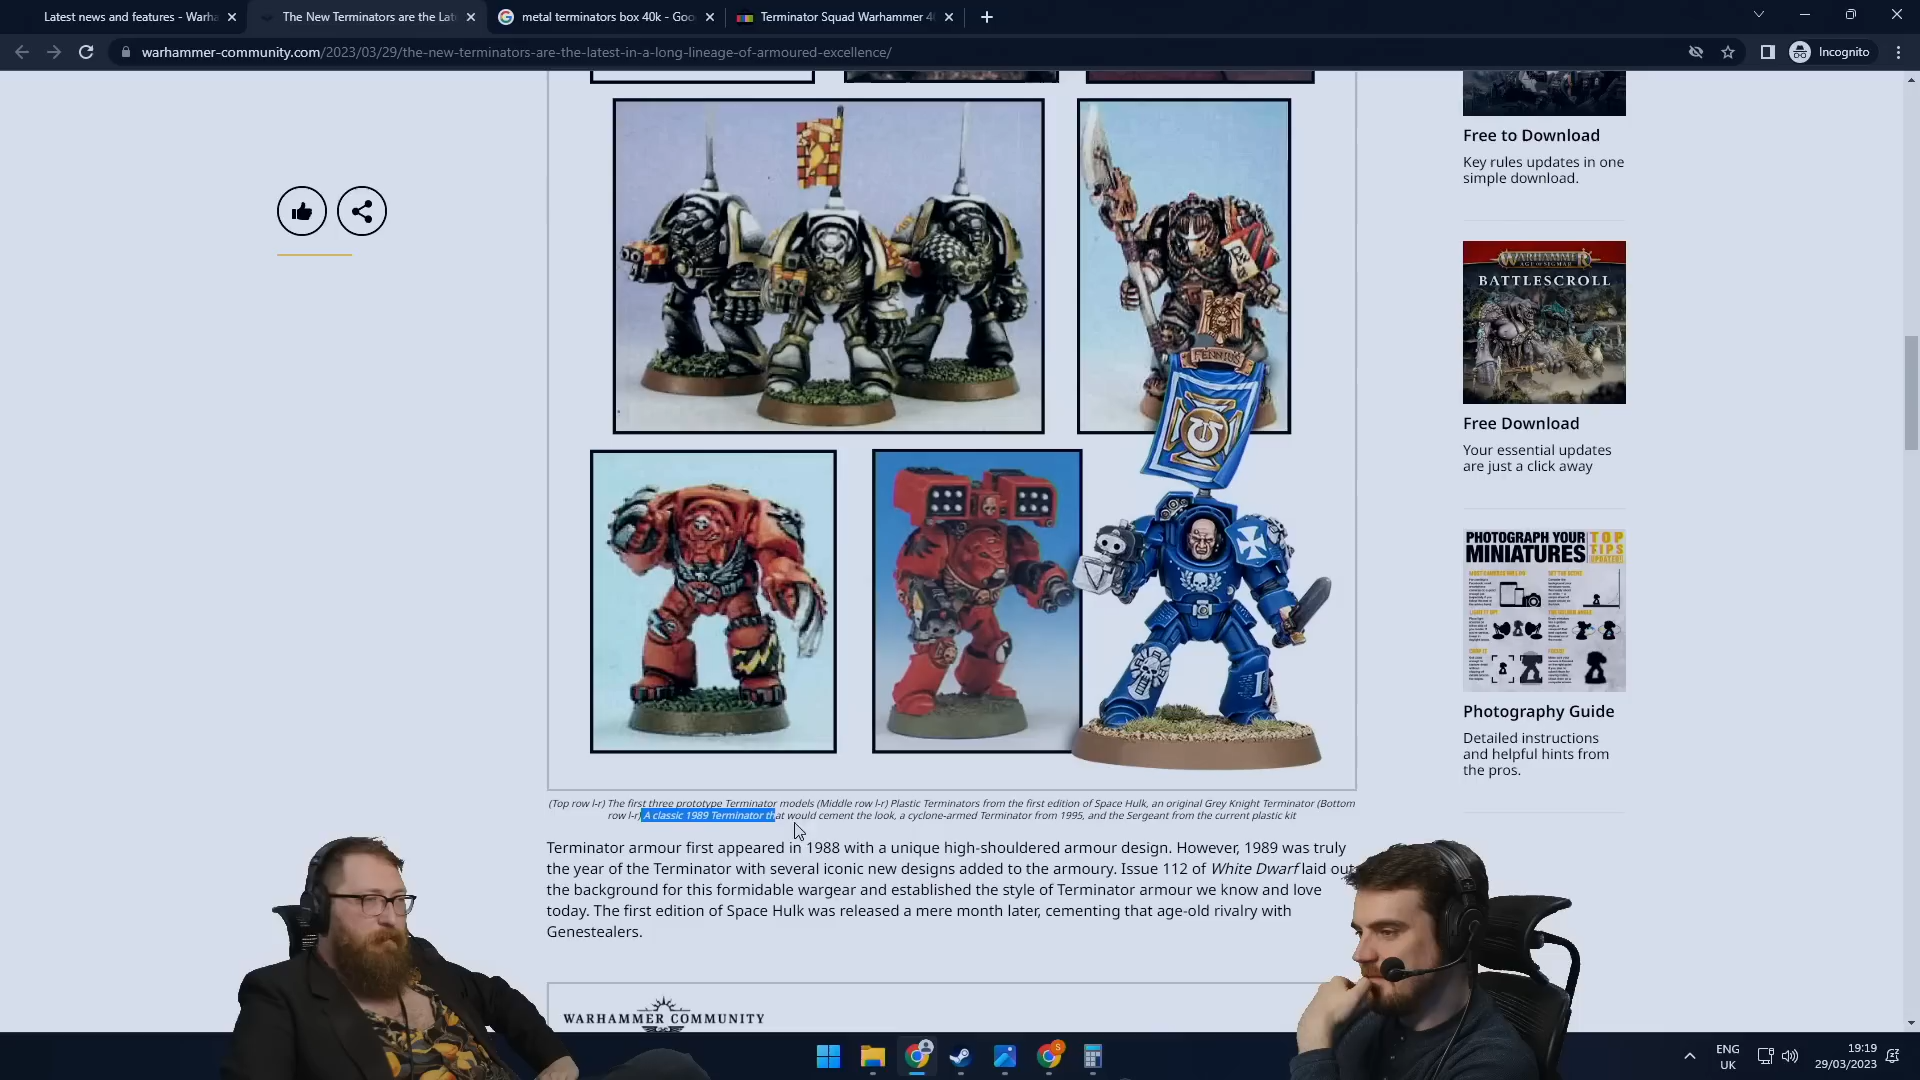 Latest news and features - Warha
The New Terminators are the Lat
metal terminators box 40k - Goo
Terminator Squad Warhammer 4
warhammer-community.com/2023/03/29/the-new-terminators-are-the-latest-in-a-long-lineage-of-armoured-excellence/
Incognito
Free to Download
Key rules updates in one
simple download.
WARHAMMER
AGE OF SIGMAR
BATTLESCROLL
FENNIUS
Free Download
Your essential updates
are just a click away
PHOTOGRAPH YOUR
MINIATURES
TOP
TIPS
Photography Guide
Detailed instructions
and helpful hints from
the pros.
(Top row l-r) The first three prototype Terminator models (Middle row l-r) Plastic Terminators from the first edition of Space Hulk, an original Grey Knight Terminator (Bottom
row l-r) A classic 1989 Terminator that would cement the look, a cyclone-armed Terminator from 1995, and the Sergeant from the current plastic kit
Terminator armour first appeared in 1988 with a unique high-shouldered armour design. However, 1989 was truly
the year of the Terminator with several iconic new designs added to the armoury. Issue 112 of White Dwarf laid out
the background for this formidable wargear and established the style of Terminator armour we know and love
today. The first edition of Space Hulk was released a mere month later, cementing that age-old rivalry with
Genestealers.
WARHAMMER COMMUNITY
ENG
UK
19:19
29/03/2023